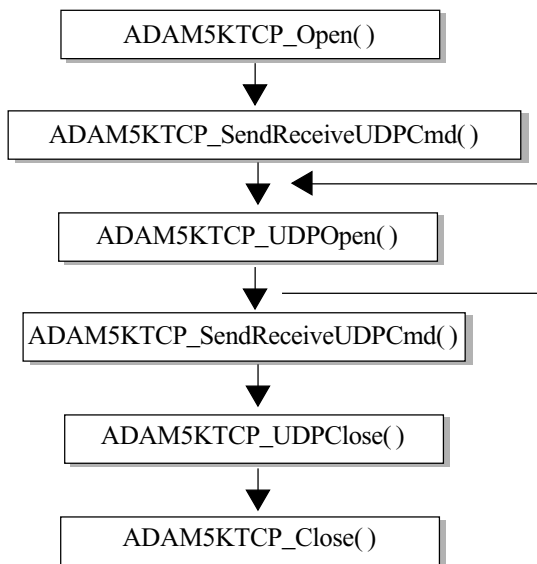 ADAM5KTCP_Open( )
ADAM5KTCP_SendReceiveUDPCmd( )
ADAM5KTCP_UDPOpen( )
ADAM5KTCP_SendReceiveUDPCmd( )
ADAM5KTCP_UDPClose( )
ADAM5KTCP_Close( )